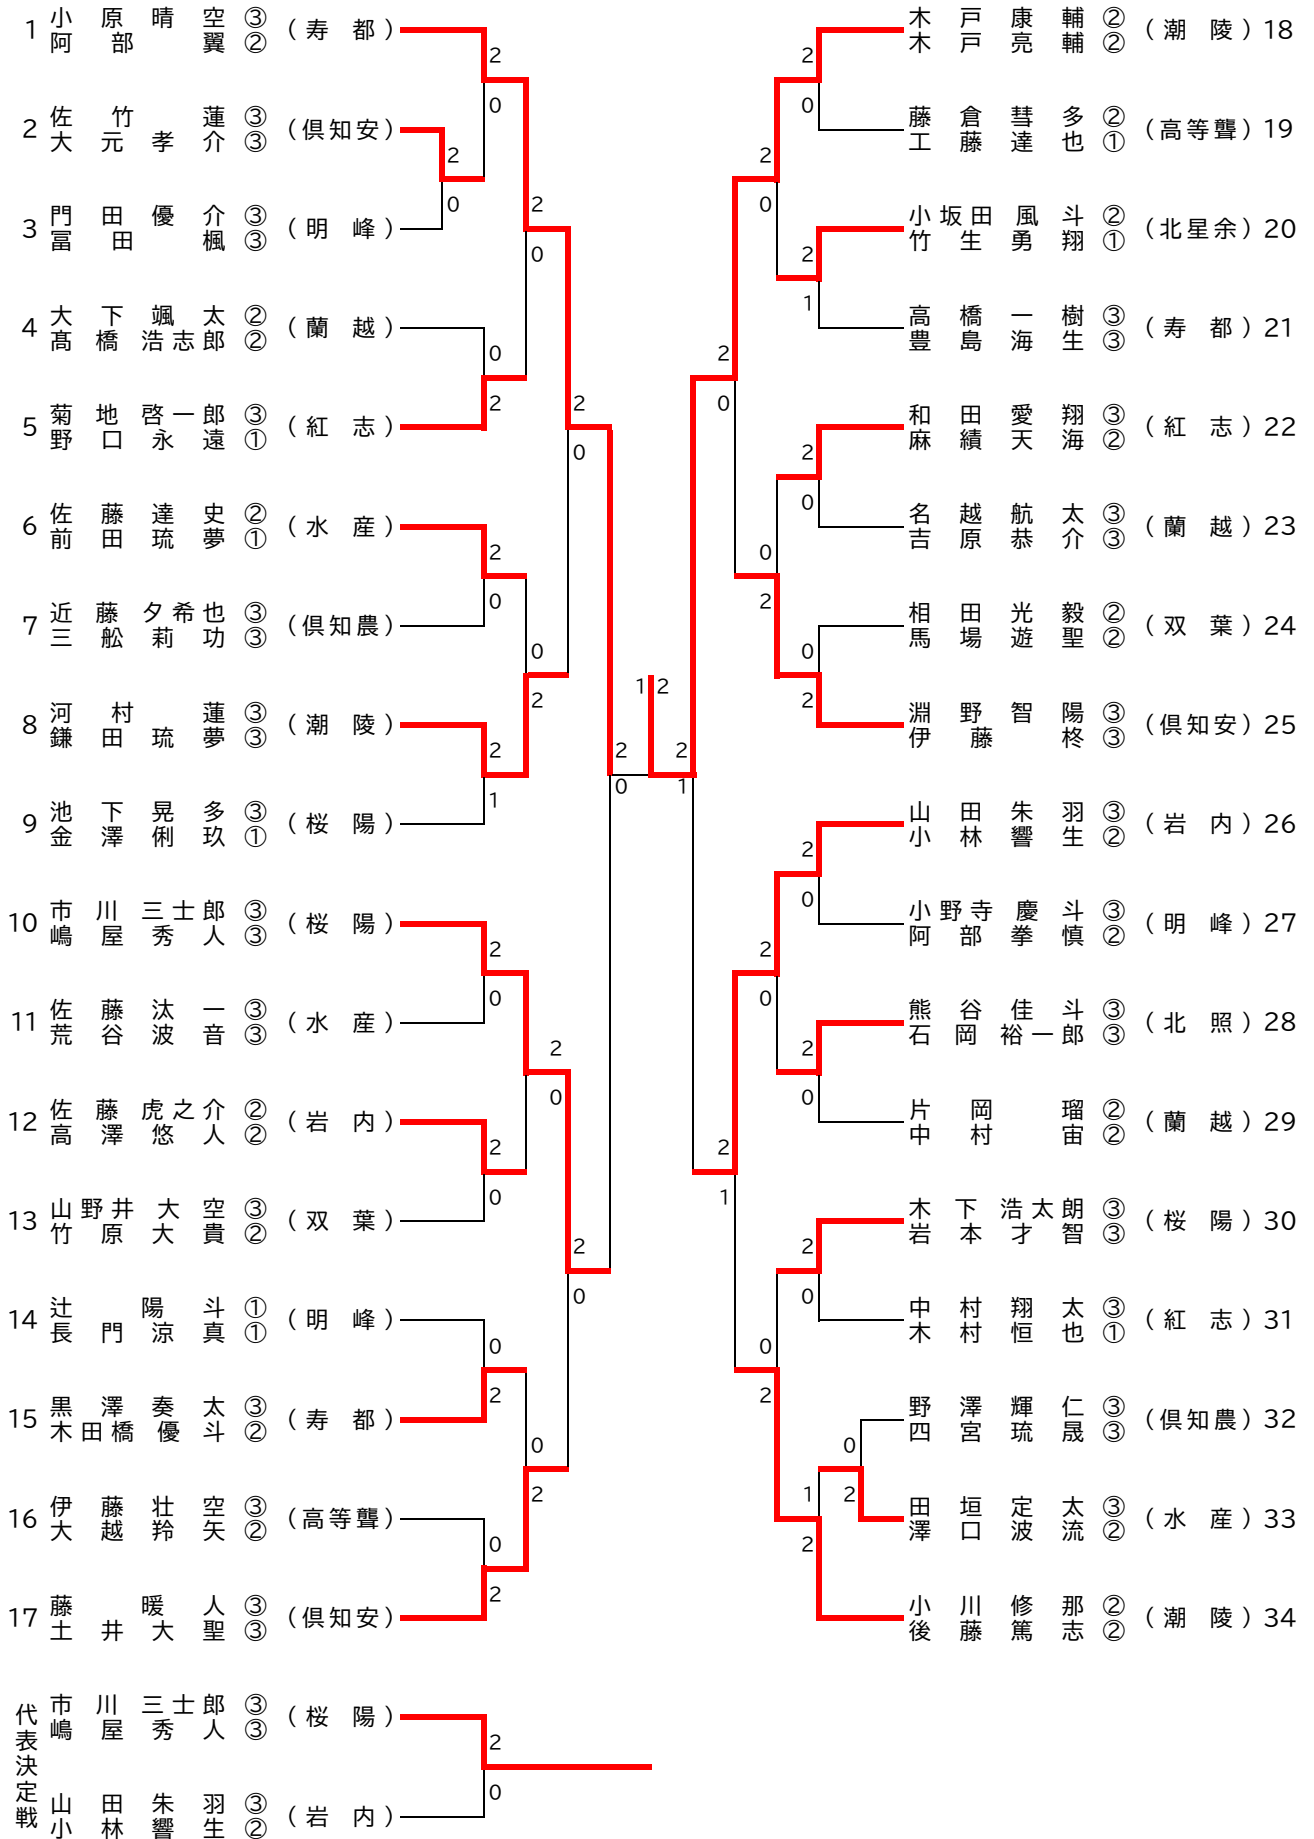 1 小原晴空③ (寿都)
阿部翼②
2 佐竹蓮③ (倶知安)
大元孝介③
3 門田優介③ (明峰)
冨田楓③
4 大下颯太② (蘭越)
髙橋浩志郎②
5 菊地啓一郎③ (紅志)
野口永遠①
6 佐藤達史② (水産)
前田琉夢①
7 近藤夕希也③ (倶知農)
三舩莉功③
8 河村蓮③ (潮陵)
鎌田琉夢③
9 池下晃多③ (桜陽)
金澤俐玖①
10 市川三士郎③ (桜陽)
嶋屋秀人③
11 佐藤汰一③ (水産)
荒谷波音③
12 佐藤虎之介② (岩内)
高澤悠人②
13 山野井大空③ (双葉)
竹原大貴②
14 辻陽斗① (明峰)
長門涼真①
15 黒澤奏太③ (寿都)
木田橋優斗②
16 伊藤壮空③ (高等聾)
大越羚矢②
17 藤暖人③ (倶知安)
土井大聖③
2
0
2
0
2
0
0
2
2
0
2
0
0
2
2
1
2
0
2
0
2
0
2
0
2
0
0
2
0
2
0
2
1 2
木戸康輔② (潮陵) 18
木戸亮輔②
藤倉彗多② (高等聾) 19
工藤達也①
小坂田風斗② (北星余) 20
竹生勇翔①
高橋一樹③ (寿都) 21
豊島海生③
和田愛翔③ (紅志) 22
麻績天海②
名越航太③ (蘭越) 23
吉原恭介③
相田光毅② (双葉) 24
馬場遊聖②
淵野智陽③ (倶知安) 25
伊藤柊③
山田朱羽③ (岩内) 26
小林響生②
小野寺慶斗③ (明峰) 27
阿部拳慎②
熊谷佳斗③ (北照) 28
石岡裕一郎③
片岡瑠② (蘭越) 29
中村宙②
木下浩太朗③ (桜陽) 30
岩本才智③
中村翔太③ (紅志) 31
木村恒也①
野澤輝仁③ (倶知農) 32
四宮琉晟③
田垣定太③ (水産) 33
澤口波流②
小川修那② (潮陵) 34
後藤篤志②
2
0
2
0
2
1
2
0
2
0
0
2
0
2
2
1
2
0
2
0
2
0
2
1
2
0
0
2
0
2
1
2
代表決定戦
市川三士郎③ (桜陽)
嶋屋秀人③
2
0
山田朱羽③ (岩内)
小林響生②